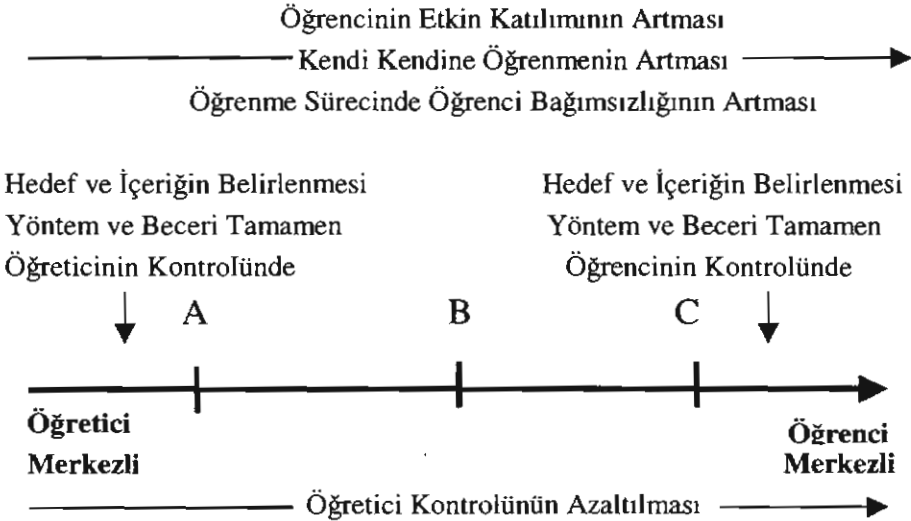 Öğrencinin Etkin Katılımının Artması
Kendi Kendine Öğrenmenin Artması
Öğrenme Sürecinde Öğrenci Bağımsızlığının Artması
Hedef ve İçeriğin Belirlenmesi
Yöntem ve Beceri Tamamen
Öğreticinin Kontrolünde
Hedef ve İçeriğin Belirlenmesi
Yöntem ve Beceri Tamamen
Öğrencinin Kontrolünde
A B C
Öğretici
Merkezli
Öğrenci
Merkezli
Öğretici Kontrolünün Azaltılması